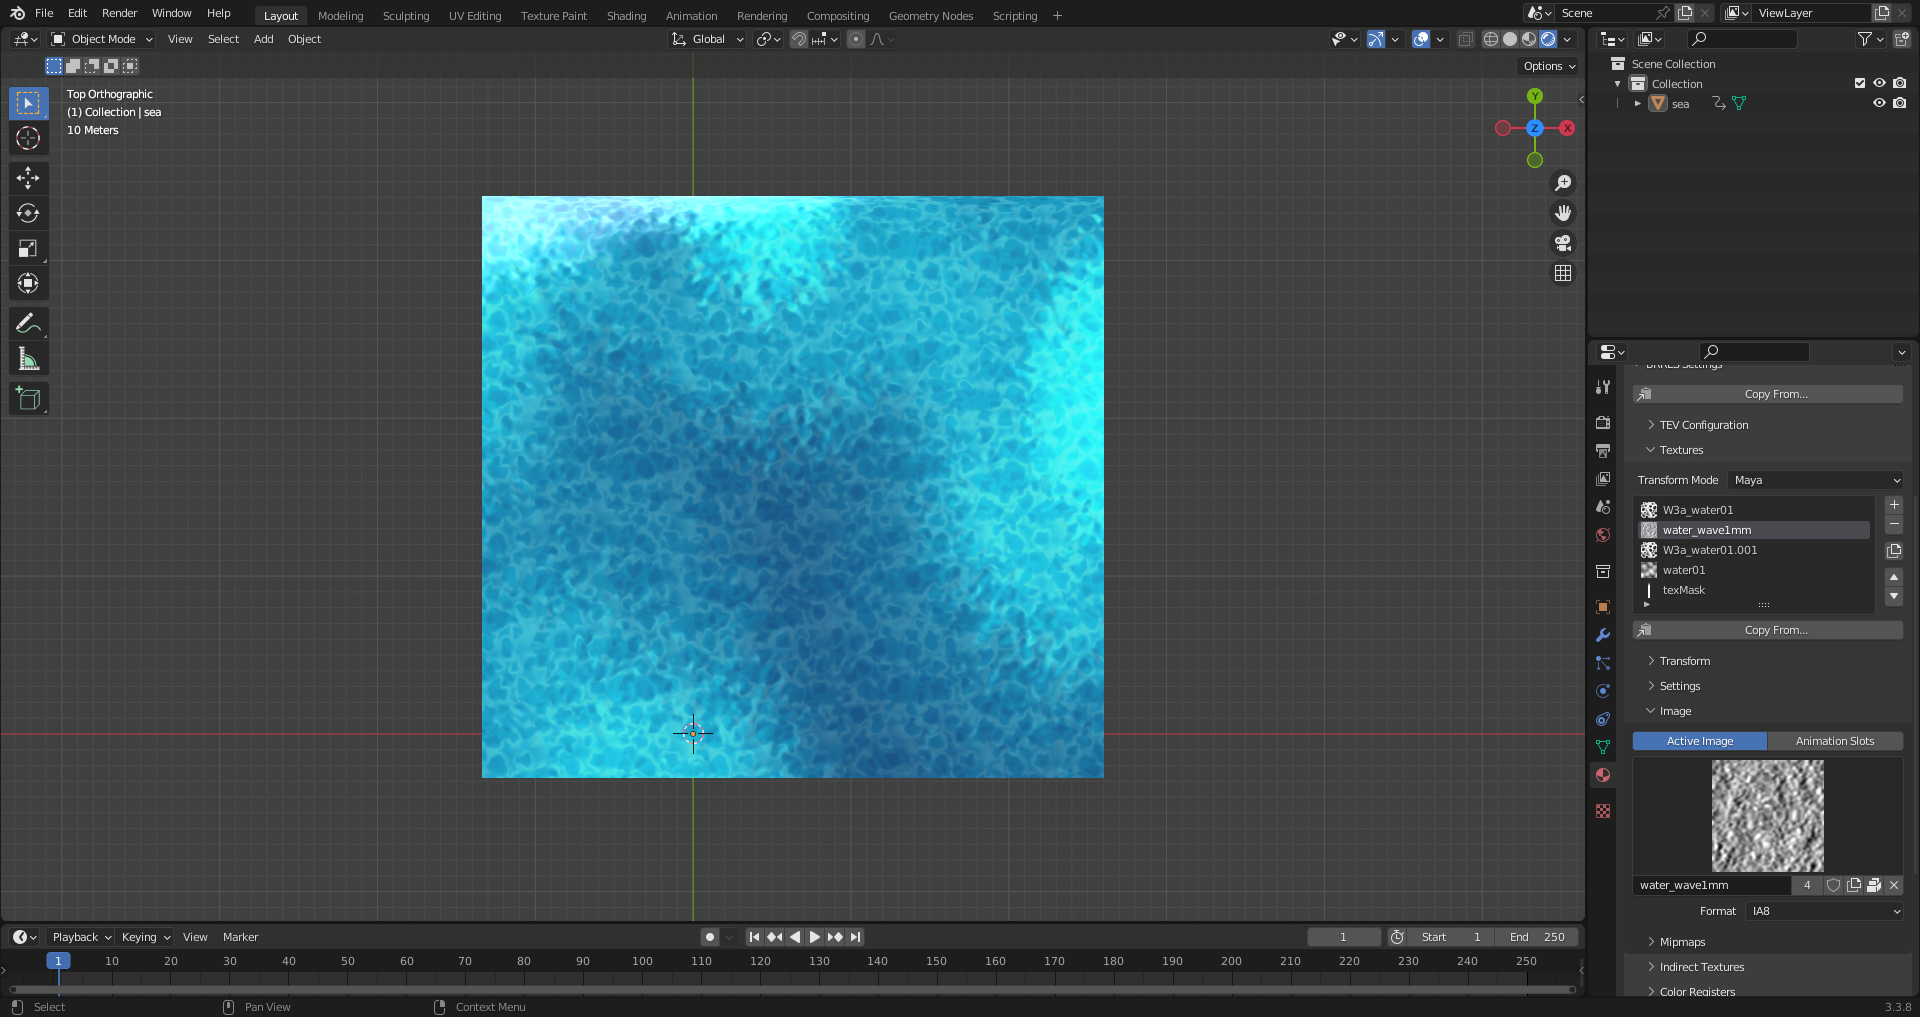 File Edit Render Window Help Layout Modeling Sculpting UV Editing Texture Paint Shading Animation Rendering Compositing Geometry Nodes Scripting + Scene ViewLayer
Object Mode View Select Add Object Global
Options
Top Orthographic
(1) Collection | sea
10 Meters
Y
X
Z
Scene Collection
Collection
sea
BRRES Settings
Copy From...
TEV Configuration
Textures
Transform Mode Maya
W3a_water01
water_wave1mm
W3a_water01.001
water01
texMask
Copy From...
Transform
Settings
Image
Active Image Animation Slots
water_wave1mm 4
Format IA8
Mipmaps
Indirect Textures
Color Registers
Playback Keying View Marker 1 Start 1 End 250
1 10 20 30 40 50 60 70 80 90 100 110 120 130 140 150 160 170 180 190 200 210 220 230 240 250
Select Pan View Context Menu 3.3.8